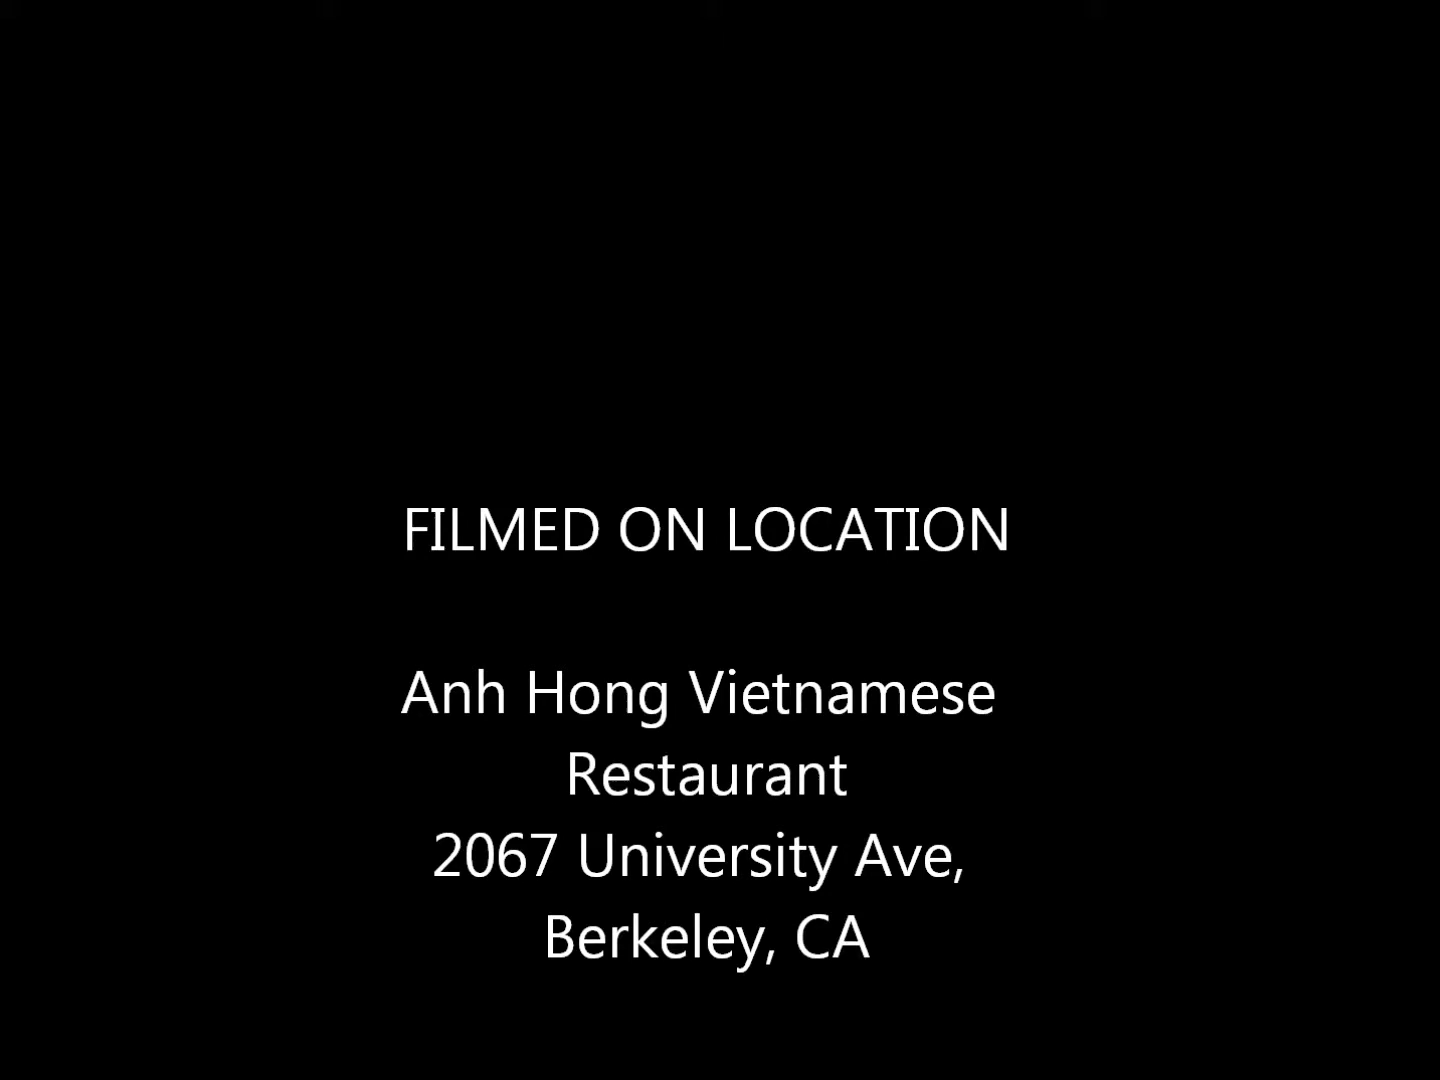 FILMED ON LOCATION
Anh Hong Vietnamese
Restaurant
2067 University Ave,
Berkeley, CA